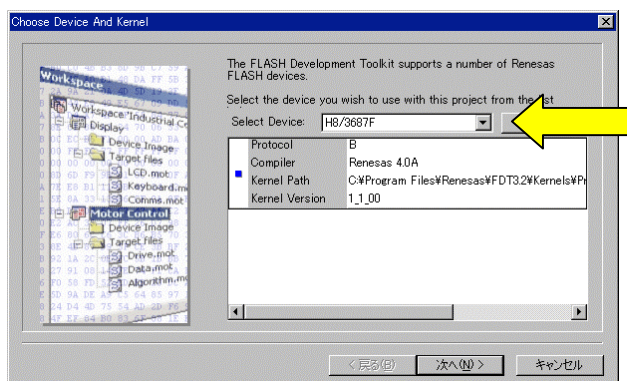 Choose Device And Kernel
The FLASH Development Toolkit supports a number of Renesas
FLASH devices.
Select the device you wish to use with this project from the list
Select Device: H8/3687F
Protocol B
Compiler Renesas 4.0A
Kernel Path C:¥Program Files¥Renesas¥FDT3.2¥Kernels¥Pr
Kernel Version 1_1_00
Workspace
Workspace "Industrial Co
Display
Device Image
Target files
LCD.mot
Keyboard.m
Comms.mot
Motor Control
Device Image
Target files
Drive.mot
Data.mot
Algorithm.m
< 戻る(B)
次へ(N) >
キャンセル